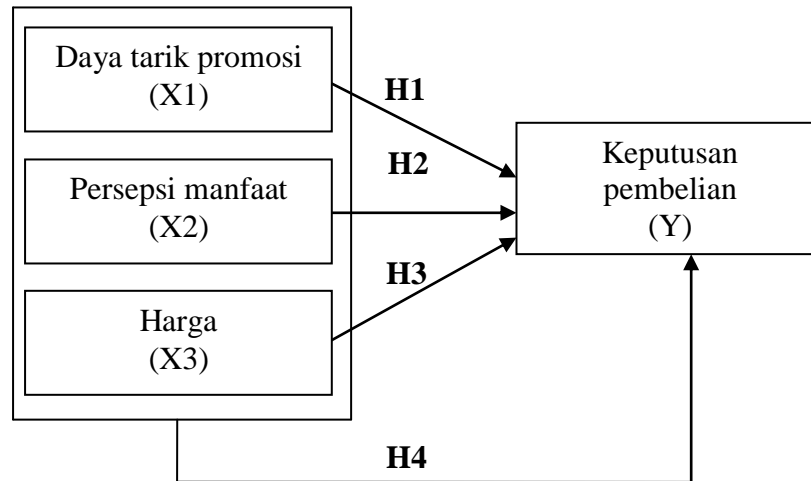 Daya tarik promosi
(X1)
H1
Persepsi manfaat
(X2)
H2
Harga
(X3)
H3
Keputusan
pembelian
(Y)
H4